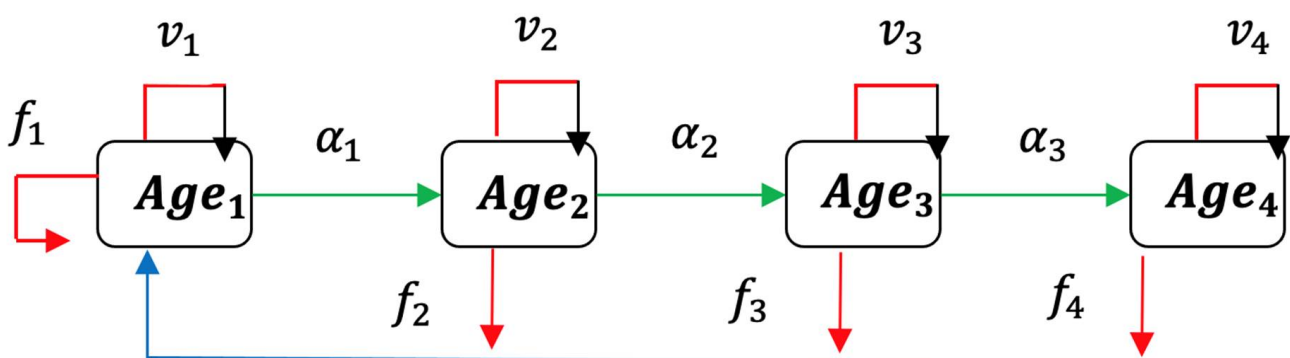 v₁ v₂ v₃ v₄
f₁ α₁ α₂ α₃
Age₁ Age₂ Age₃ Age₄
f₂ f₃ f₄